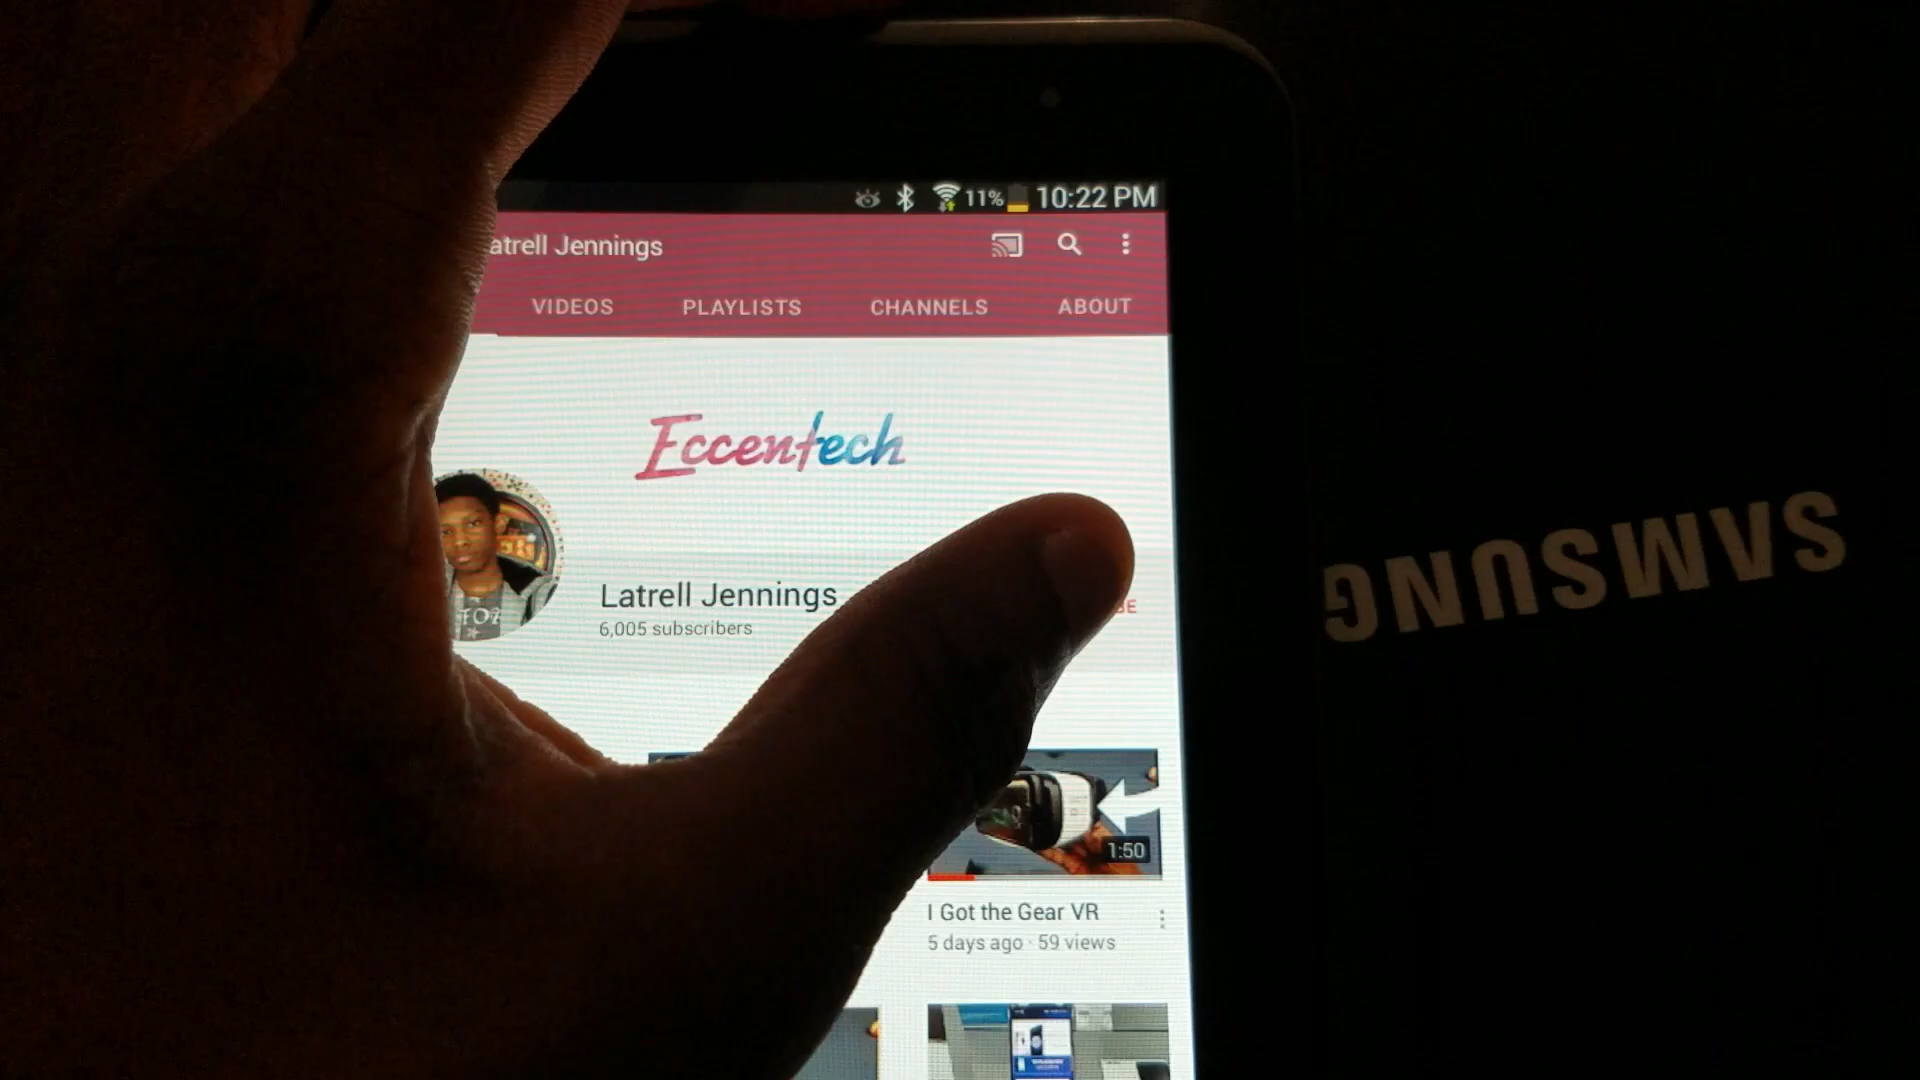 11% 10:22 PM
atrell Jennings
VIDEOS PLAYLISTS CHANNELS ABOUT
Eccentech
Latrell Jennings
6,005 subscribers
BE
SAMSUNG
1:50
I Got the Gear VR
5 days ago · 59 views